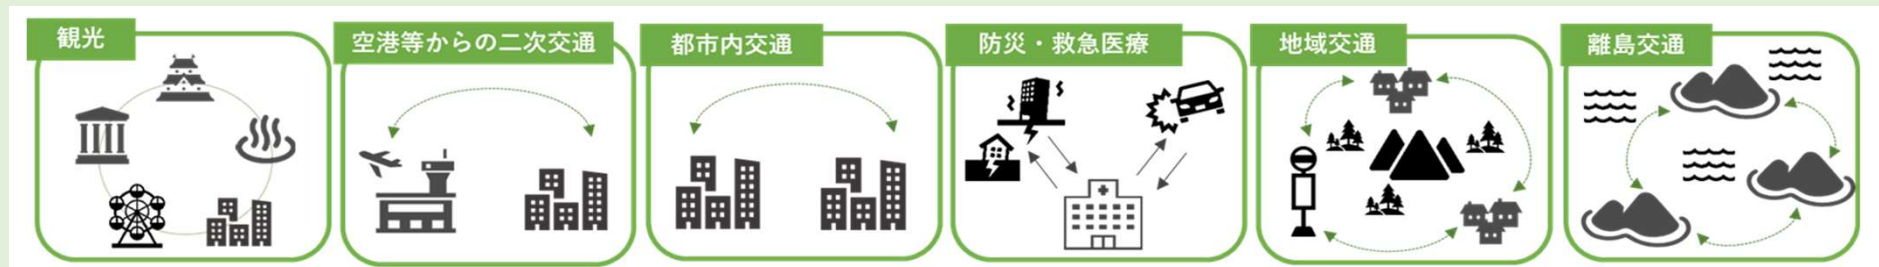 観光
空港等からの二次交通
都市内交通
防災・救急医療
地域交通
離島交通